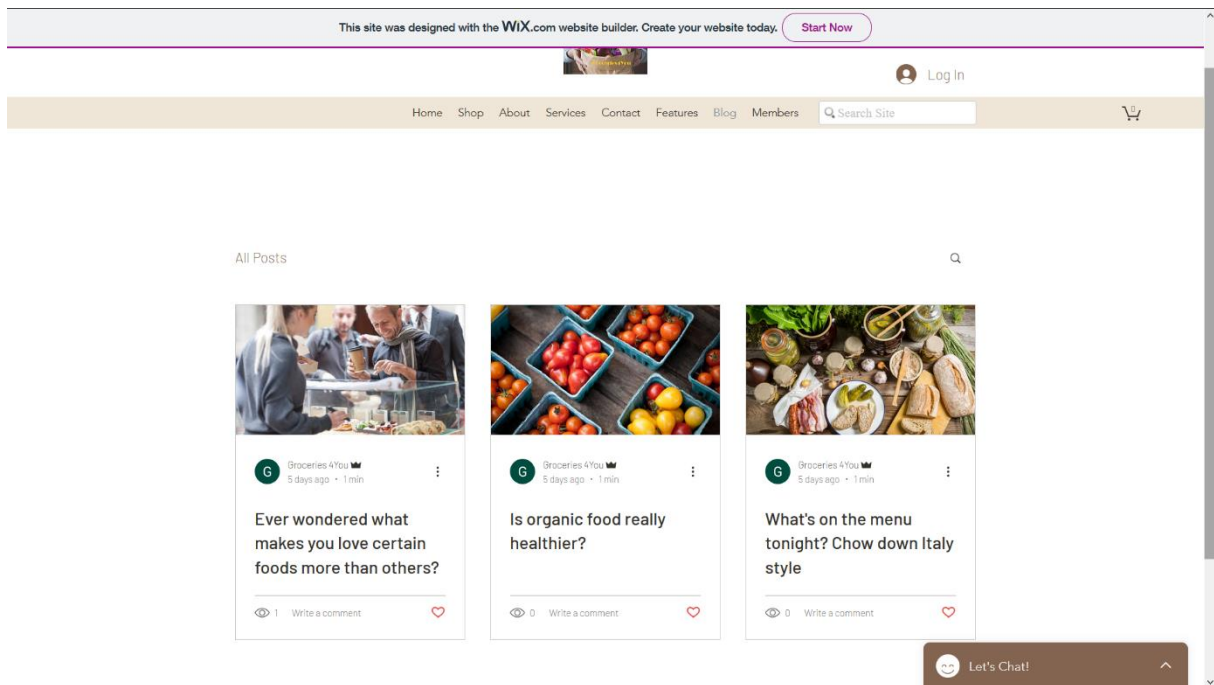 This site was designed with the WiX.com website builder. Create your website today. Start Now
Log In
Home Shop About Services Contact Features Blog Members Search Site 0
All Posts
G Groceries 4You
5 days ago • 1 min
Ever wondered what
makes you love certain
foods more than others?
1 Write a comment
G Groceries 4You
5 days ago • 1 min
Is organic food really
healthier?
0 Write a comment
G Groceries 4You
5 days ago • 1 min
What's on the menu
tonight? Chow down Italy
style
0 Write a comment
Let's Chat!